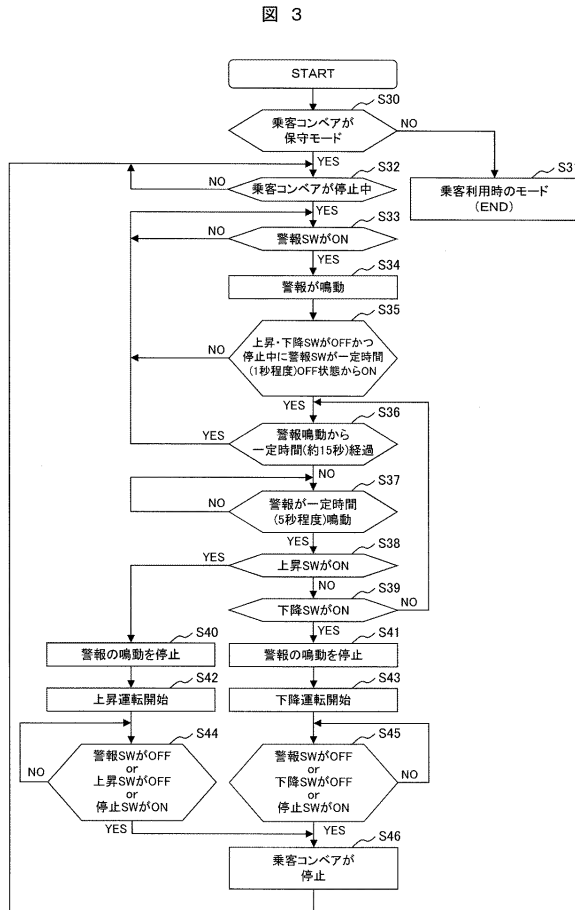 図 3
START
S30
乗客コンベアが
保守モード
NO
YES
S31
乗客利用時のモード
(END)
S32
乗客コンベアが停止中
NO
YES
S33
警報SWがON
NO
YES
S34
警報が鳴動
S35
上昇・下降SWがOFFかつ
停止中に警報SWが一定時間
(1秒程度)OFF状態からON
NO
YES
S36
警報鳴動から
一定時間(約15秒)経過
YES
NO
S37
警報が一定時間
(5秒程度)鳴動
NO
YES
S38
上昇SWがON
YES
NO
S39
下降SWがON
NO
YES
S40
警報の鳴動を停止
S41
警報の鳴動を停止
S42
上昇運転開始
S43
下降運転開始
S44
警報SWがOFF
or
上昇SWがOFF
or
停止SWがON
NO
YES
S45
警報SWがOFF
or
下降SWがOFF
or
停止SWがON
NO
YES
S46
乗客コンベアが
停止